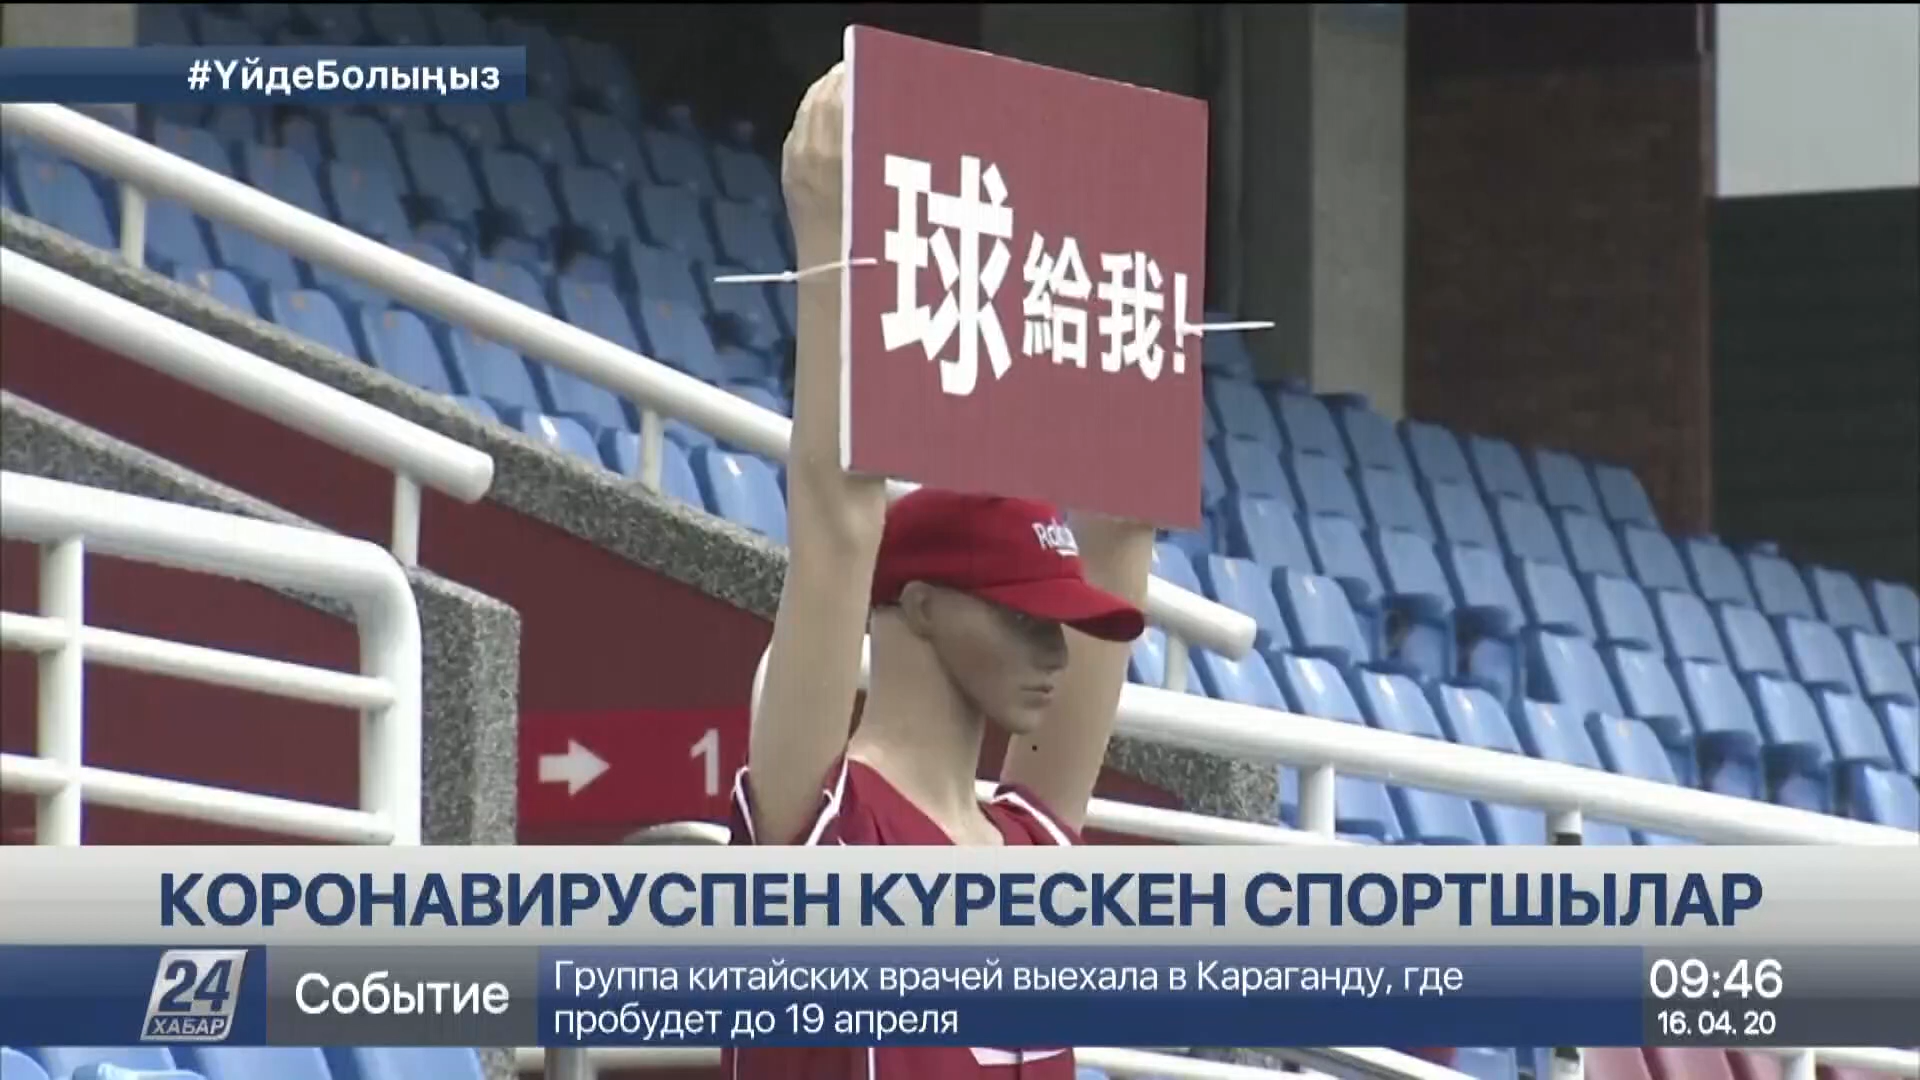 #ҮйдеБолыңыз
球給我!
1
КОРОНАВИРУСПЕН КҮРЕСКЕН СПОРТШЫЛАР
24
ХАБАР
Событие
Группа китайских врачей выехала в Караганду, где
пробудет до 19 апреля
09:46
16. 04. 20